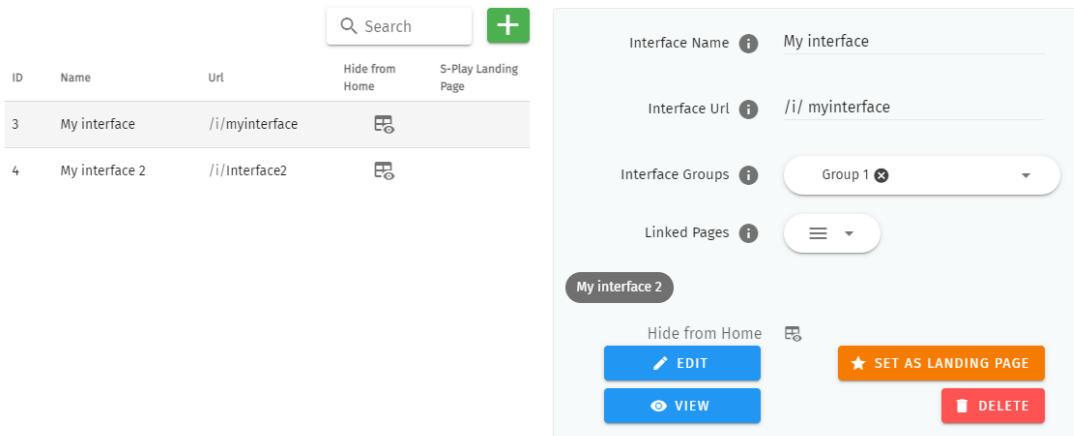 Search
ID Name Url Hide from Home S-Play Landing Page
3 My interface /i/myinterface
4 My interface 2 /i/Interface2
Interface Name My interface
Interface Url /i/ myinterface
Interface Groups Group 1
Linked Pages
My interface 2
Hide from Home
EDIT SET AS LANDING PAGE
VIEW DELETE